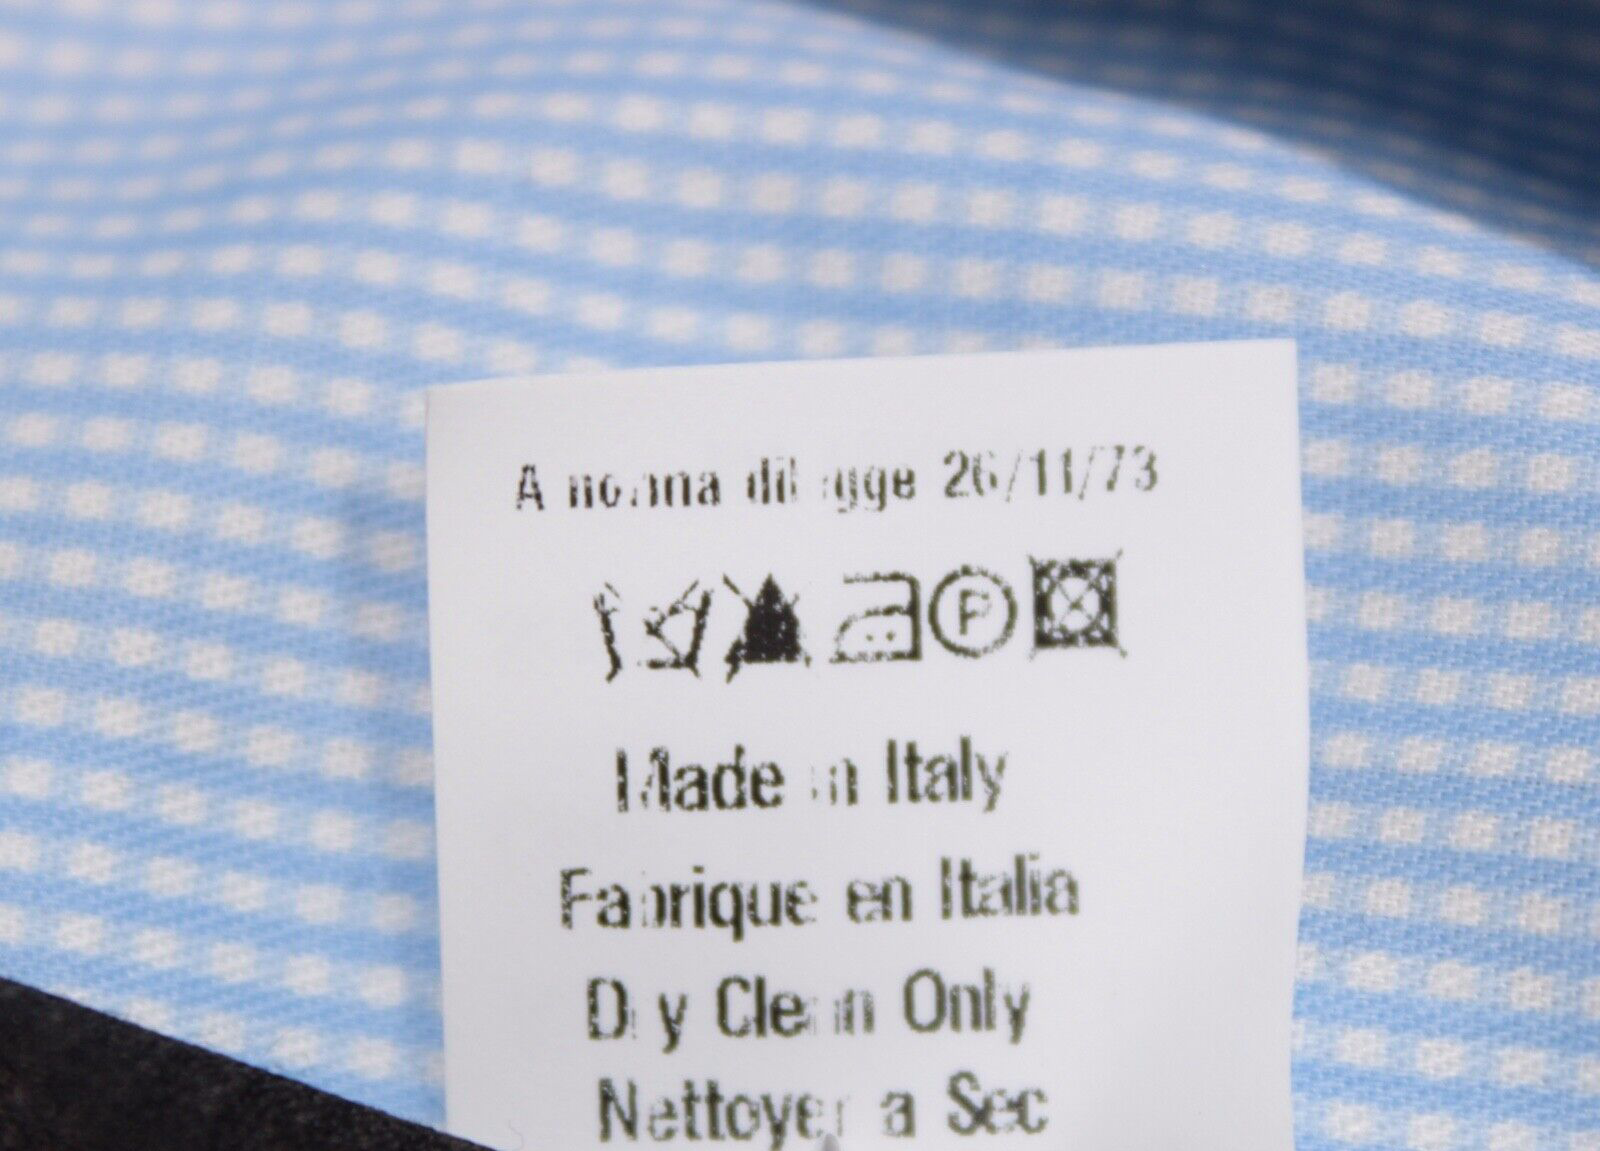 A norma di legge 26/11/73
P
Made in Italy
Fabrique en Italia
Dry Clean Only
Nettoyer a Sec